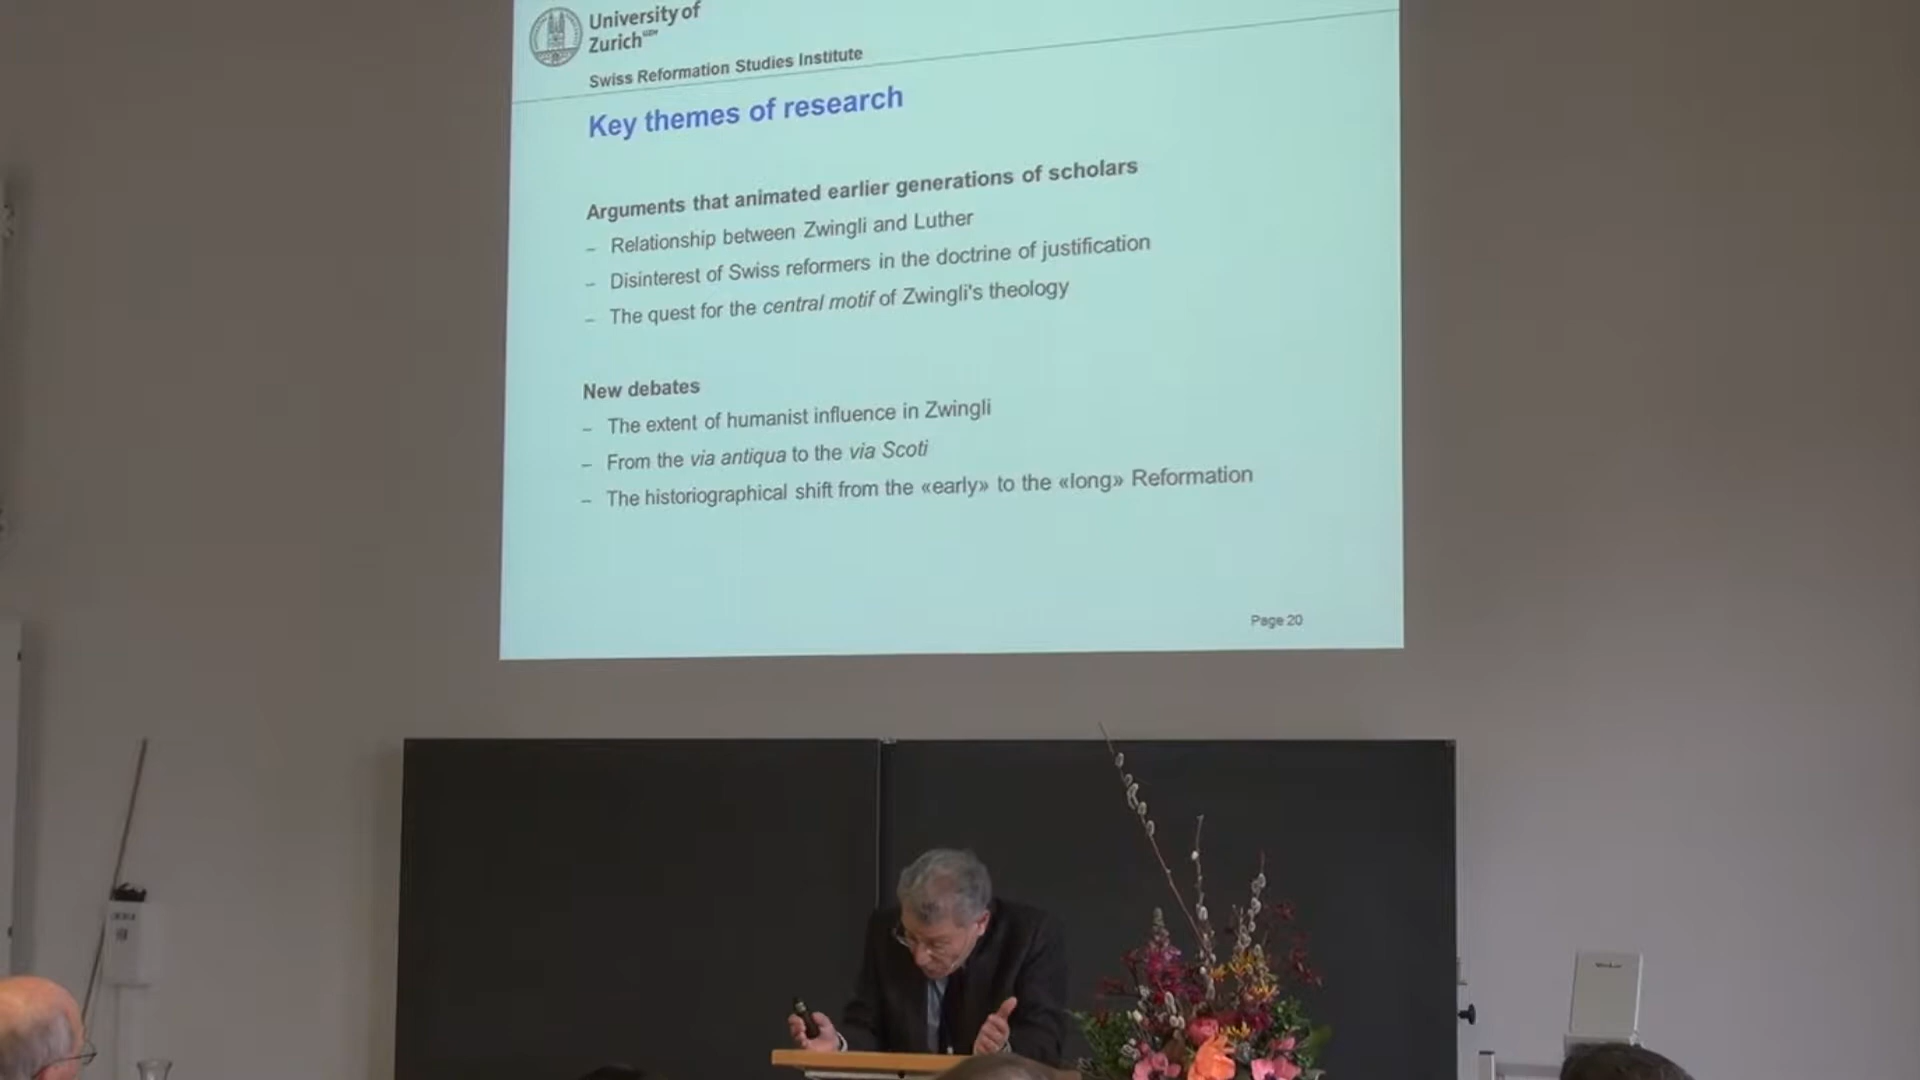 University of
Zurich UZH
Swiss Reformation Studies Institute
Key themes of research
Arguments that animated earlier generations of scholars
– Relationship between Zwingli and Luther
– Disinterest of Swiss reformers in the doctrine of justification
– The quest for the central motif of Zwingli's theology
New debates
– The extent of humanist influence in Zwingli
– From the via antiqua to the via Scoti
– The historiographical shift from the «early» to the «long» Reformation
Page 20